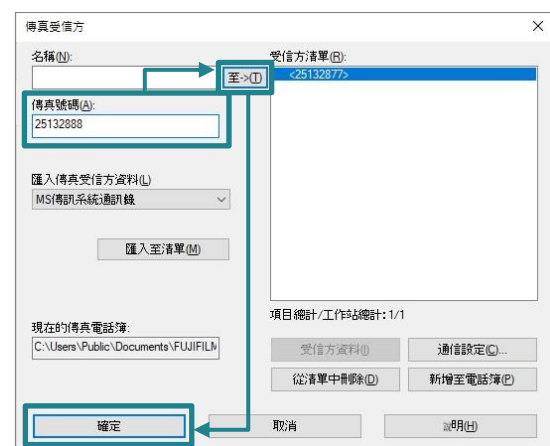 傳真受信方
名稱(N):
至->(T)
傳真號碼(A):
25132888
匯入傳真受信方資料(L)
MS傳訊系統通訊錄
匯入至清單(M)
現在的傳真電話簿:
C:\Users\Public\Documents\FUJIFILM
受信方清單(R):
<25132877>
項目總計/工作站總計:1/1
受信方資料(I)
通信設定(C)...
從清單中刪除(D)
新增至電話簿(P)
確定
取消
說明(H)